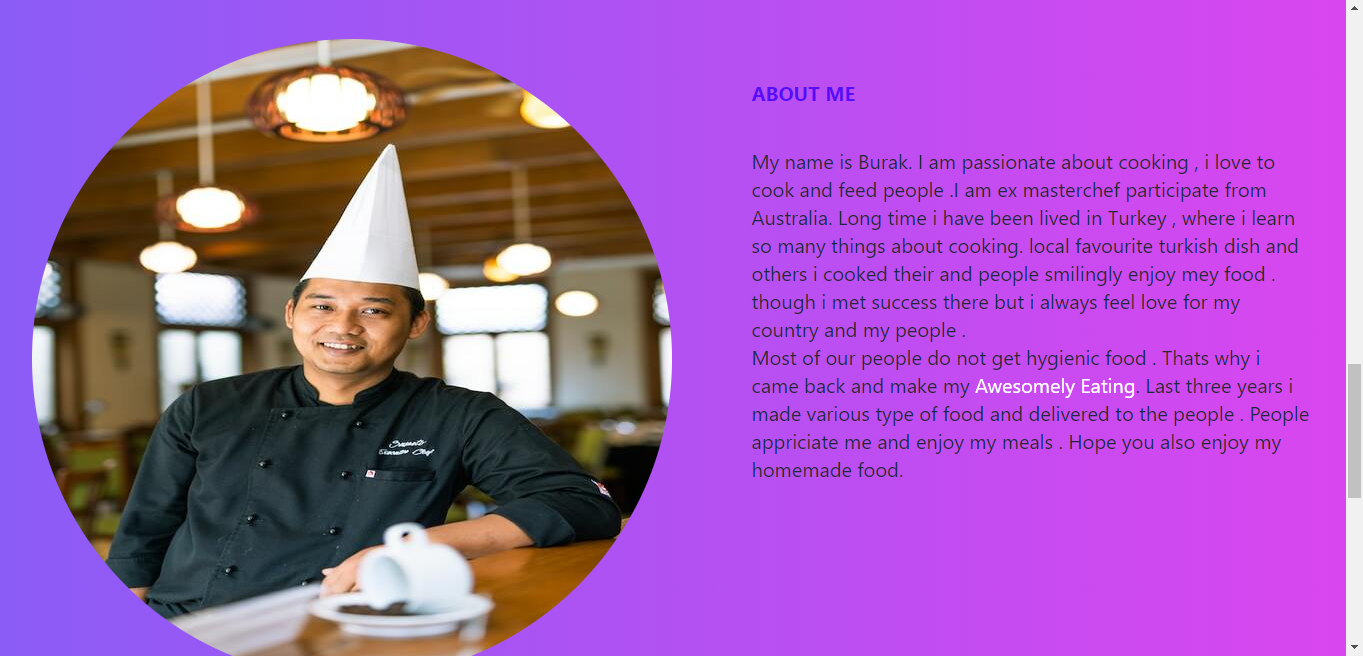 ABOUT ME
My name is Burak. I am passionate about cooking , i love to
cook and feed people .I am ex masterchef participate from
Australia. Long time i have been lived in Turkey , where i learn
so many things about cooking. local favourite turkish dish and
others i cooked their and people smilingly enjoy mey food .
though i met success there but i always feel love for my
country and my people .
Most of our people do not get hygienic food . Thats why i
came back and make my Awesomely Eating. Last three years i
made various type of food and delivered to the people . People
appriciate me and enjoy my meals . Hope you also enjoy my
homemade food.
Executive Chef